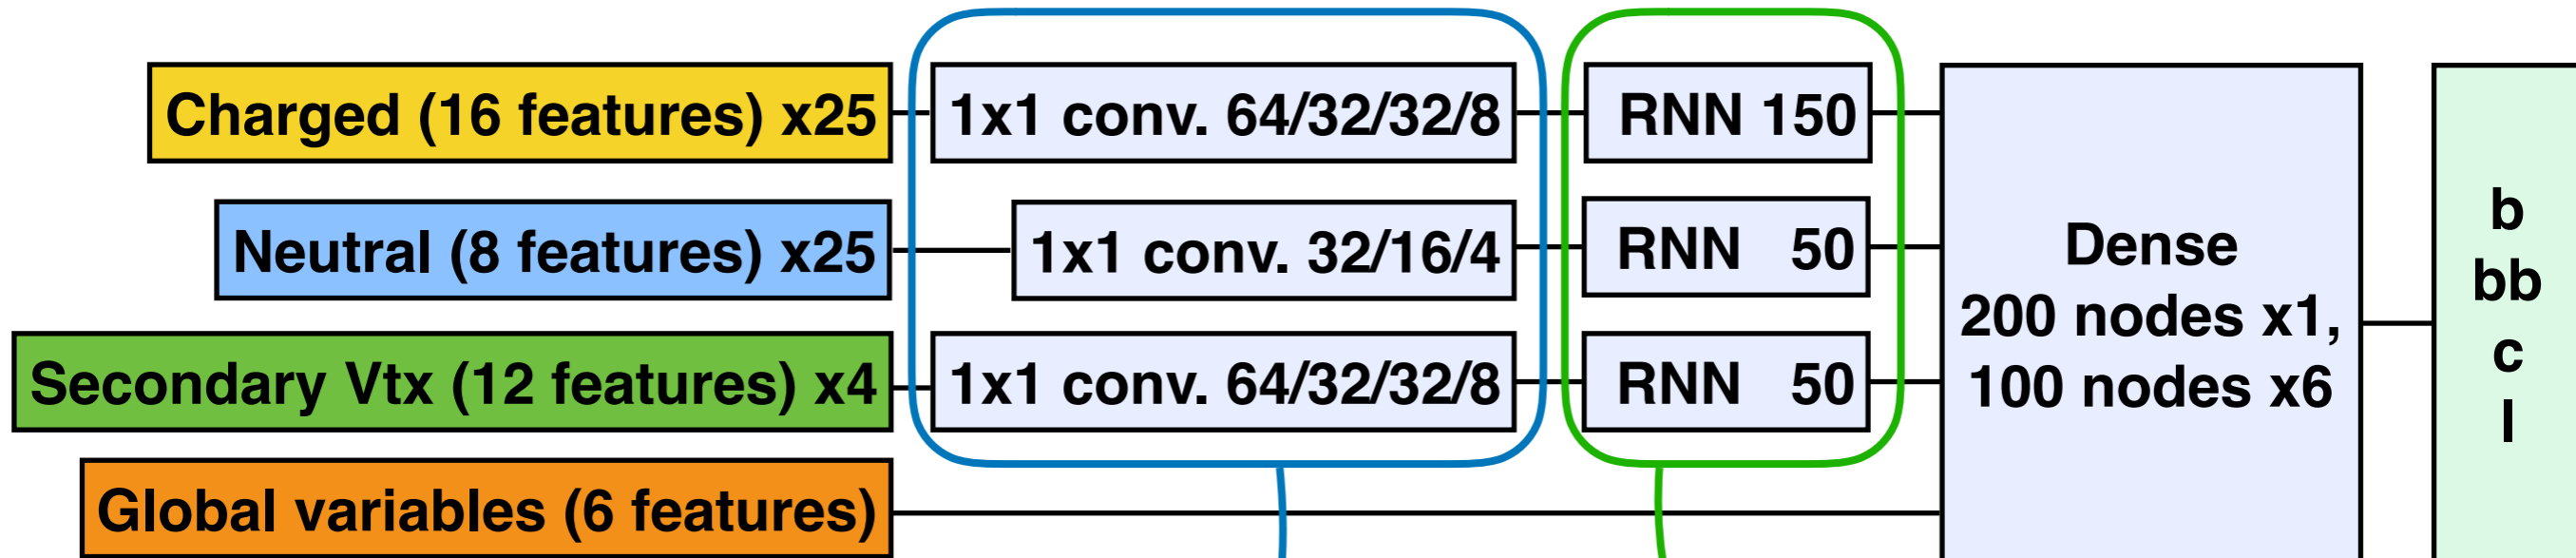 Charged (16 features) x25
1x1 conv. 64/32/32/8
RNN 150
Neutral (8 features) x25
1x1 conv. 32/16/4
RNN 50
Secondary Vtx (12 features) x4
1x1 conv. 64/32/32/8
RNN 50
Global variables (6 features)
Dense
200 nodes x1,
100 nodes x6
b
bb
c
l